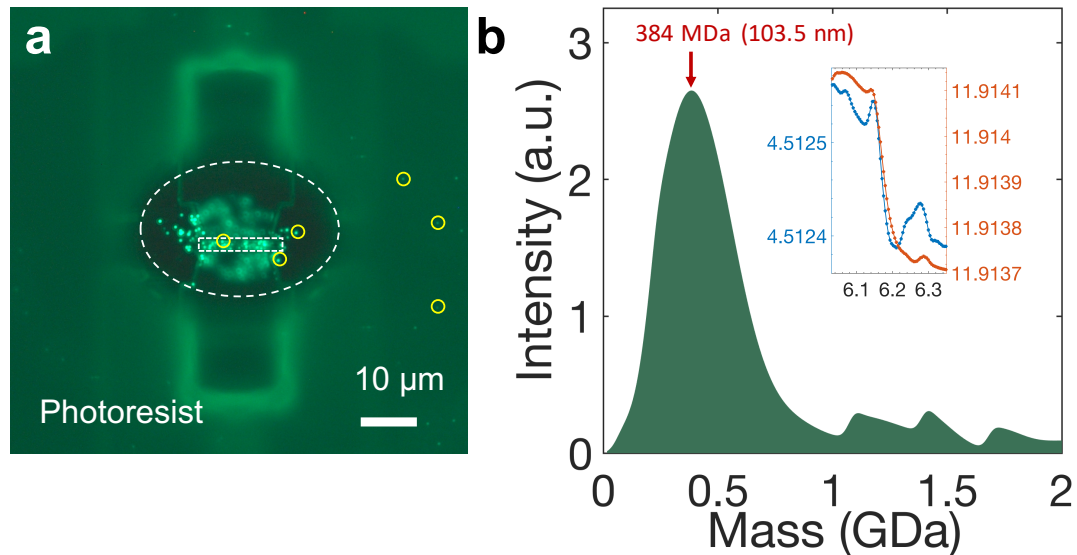 a
10 µm
Photoresist
b
384 MDa (103.5 nm)
Intensity (a.u.)
3
2
1
0
0
0.5
1
1.5
2
Mass (GDa)
4.5125
4.5124
11.9141
11.914
11.9139
11.9138
11.9137
6.1
6.2
6.3